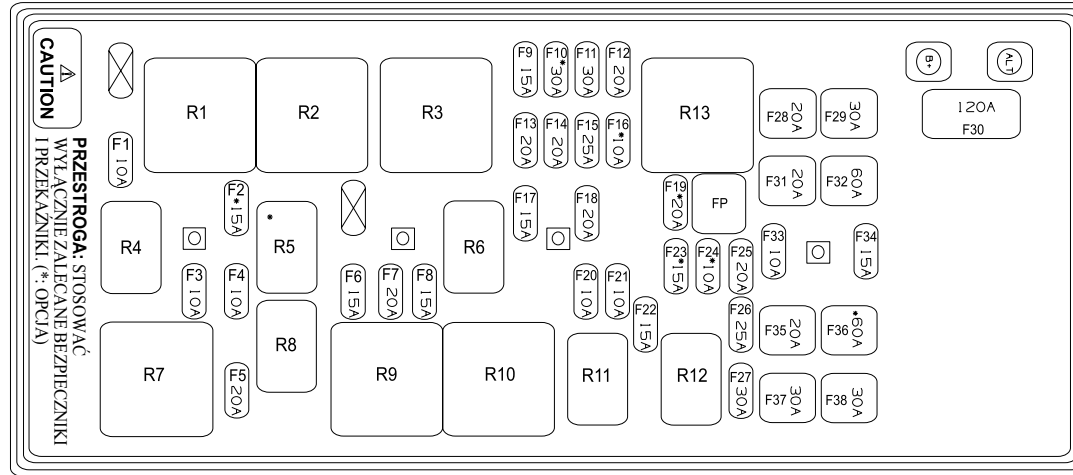 CAUTION
PRZESTROGA: STOSOWAĆ
WYŁĄCZNIE ZALECANE BEZPIECZNIKI
I PRZEKAŹNIKI. (*: OPCJA)
F1 10A
R1
R2
R3
F9 15A
F10 *30A
F11 30A
F12 20A
F13 20A
F14 20A
F15 25A
F16 *10A
R13
F28 20A
F29 30A
B+
ALT
120A
F30
F2 *15A
R4
* R5
R6
F17 15A
F18 20A
F19 *20A
FP
F31 20A
F32 60A
F3 10A
F4 10A
F6 15A
F7 20A
F8 15A
F20 10A
F21 10A
F22 15A
F23 *15A
F24 *10A
F25 20A
F33 10A
F34 15A
R7
R8
F5 20A
R9
R10
R11
R12
F26 25A
F27 30A
F35 20A
F36 *60A
F37 30A
F38 30A